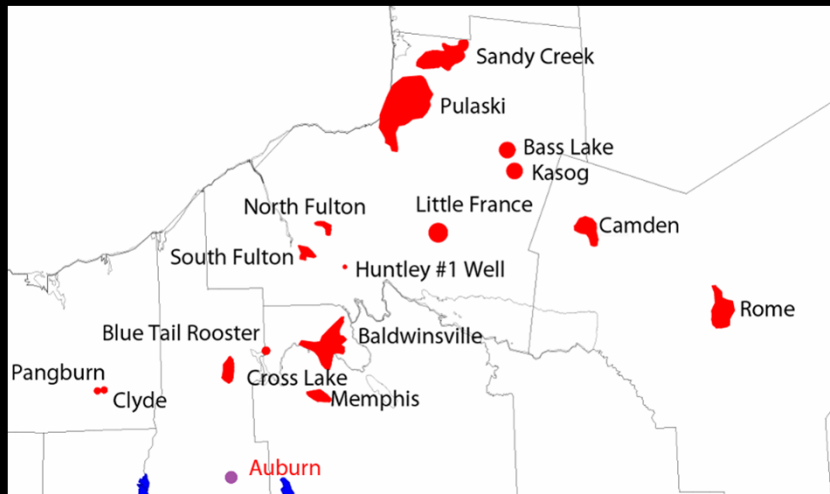 Sandy Creek
Pulaski
Bass Lake
Kasog
North Fulton
Little France
Camden
South Fulton
Huntley #1 Well
Rome
Blue Tail Rooster
Baldwinsville
Pangburn
Cross Lake
Clyde
Memphis
Auburn